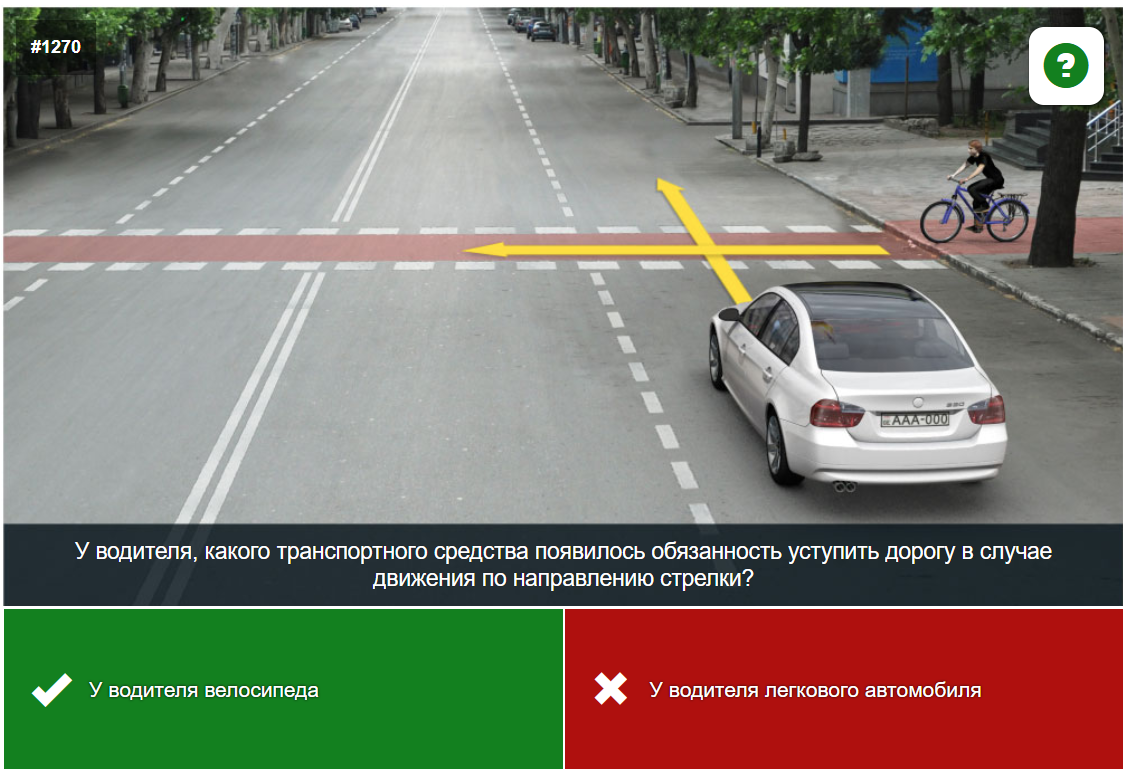 #1270
?
AAA-000
У водителя, какого транспортного средства появилось обязанность уступить дорогу в случае
движения по направлению стрелки?
У водителя велосипеда
У водителя легкового автомобиля